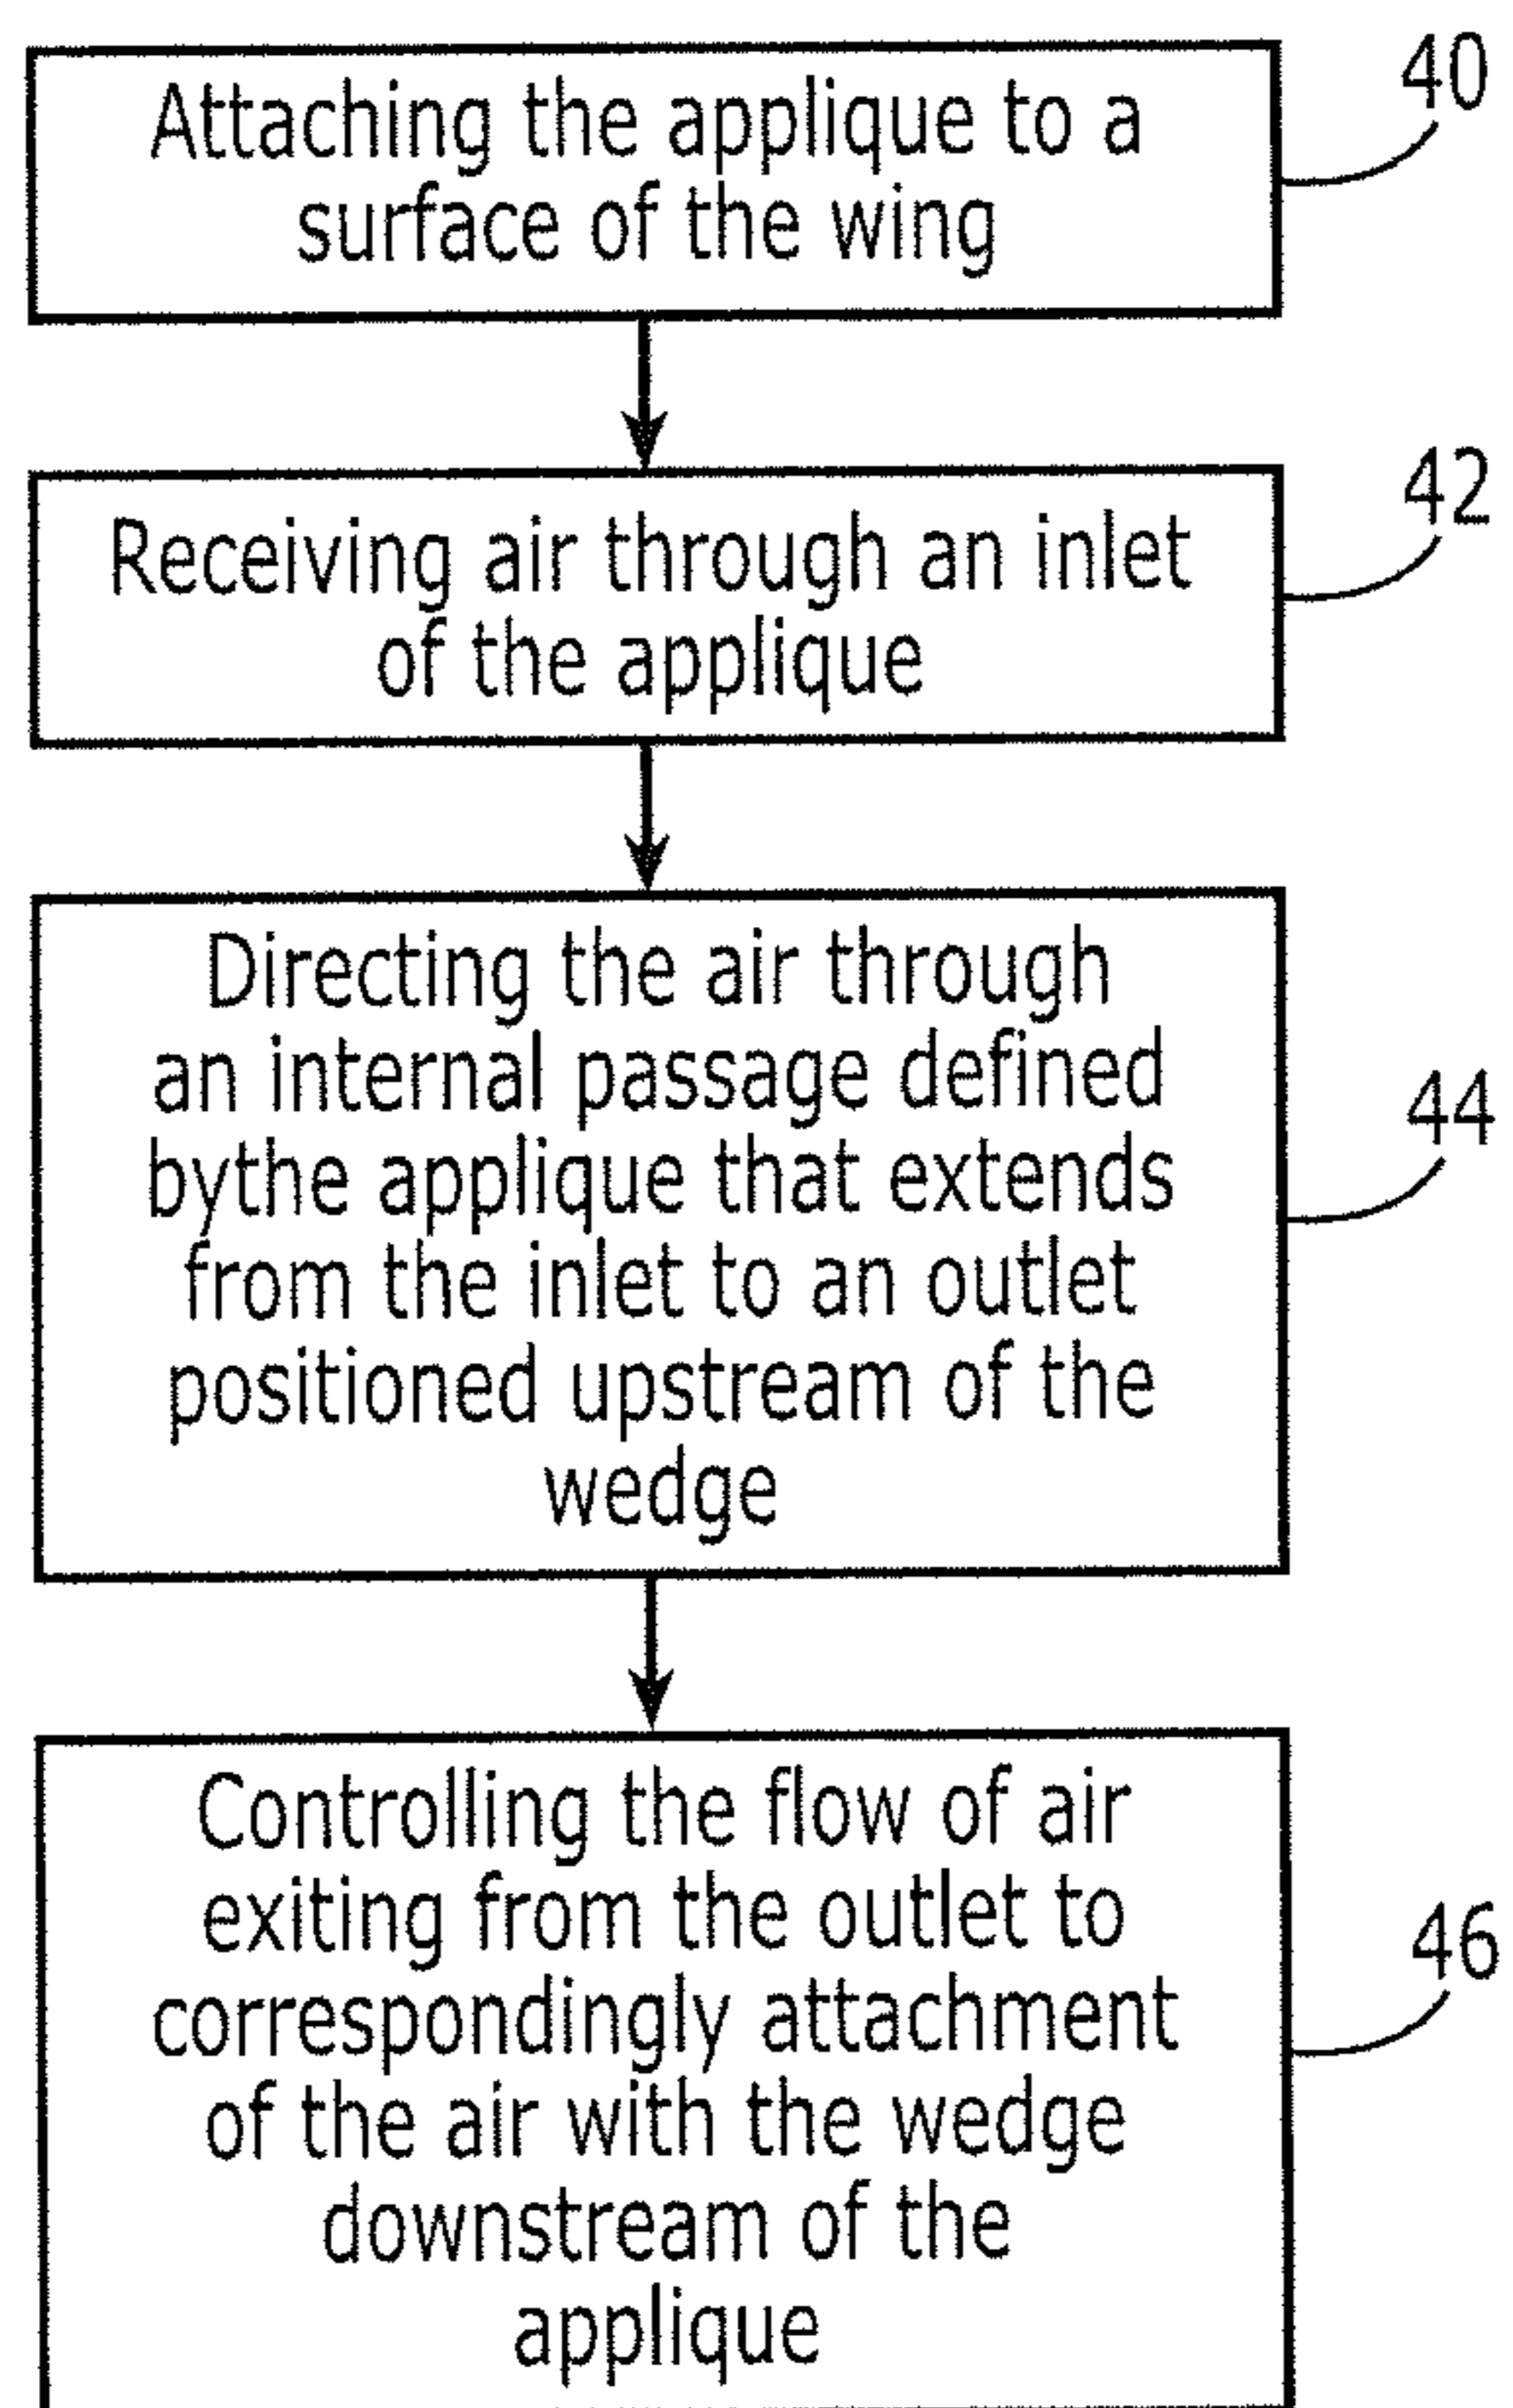 Attaching the applique to a
surface of the wing
40
Receiving air through an inlet
of the applique
42
Directing the air through
an internal passage defined
bythe applique that extends
from the inlet to an outlet
positioned upstream of the
wedge
44
Controlling the flow of air
exiting from the outlet to
correspondingly attachment
of the air with the wedge
downstream of the
applique
46